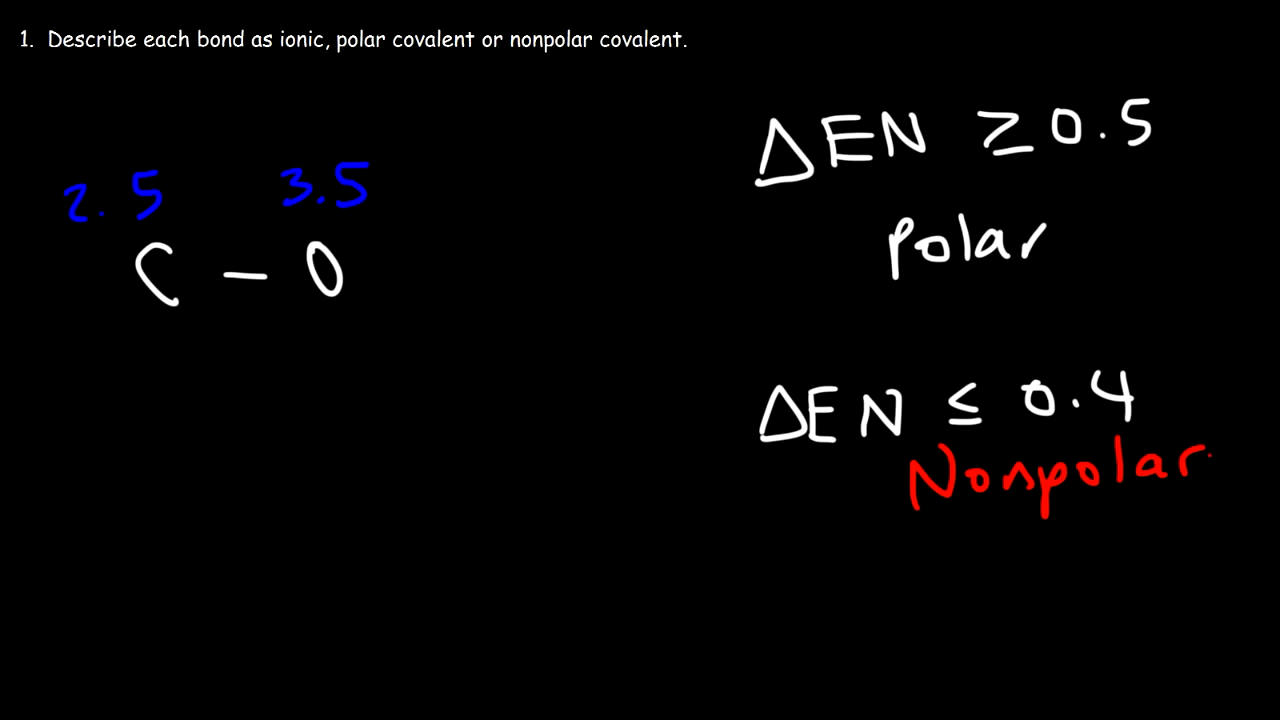 1. Describe each bond as ionic, polar covalent or nonpolar covalent.
2.5 3.5
C – O
ΔEN ≥ 0.5
polar
ΔEN ≤ 0.4
Nonpolar